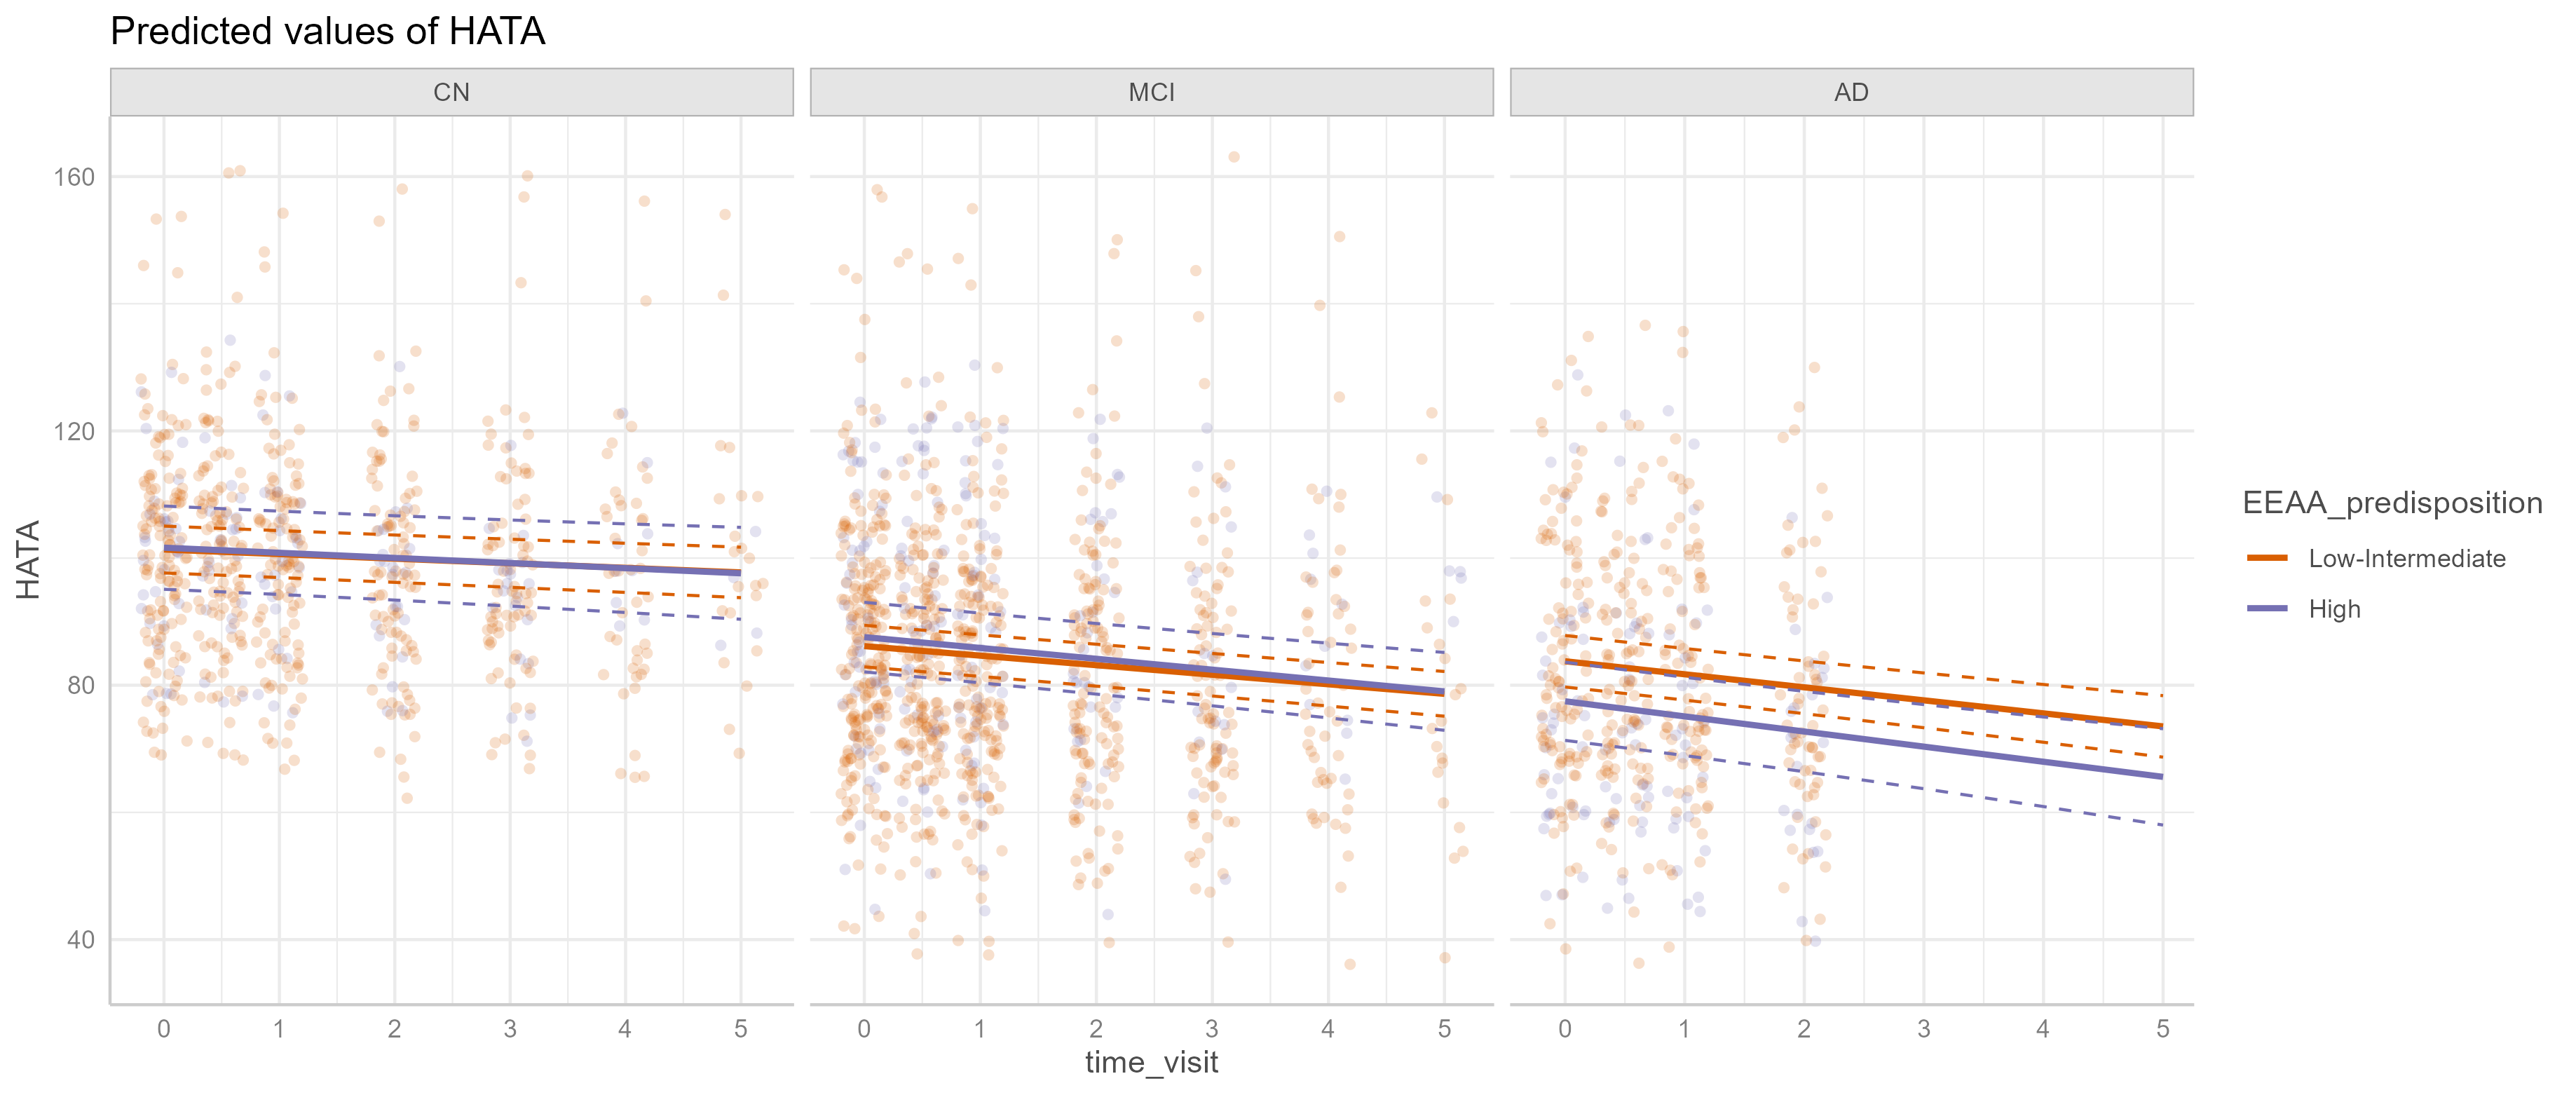 Predicted values of HATA
CN MCI AD
160
120
80
40
HATA
0 1 2 3 4 5 0 1 2 3 4 5 0 1 2 3 4 5
time_visit
EEAA_predisposition
Low-Intermediate
High